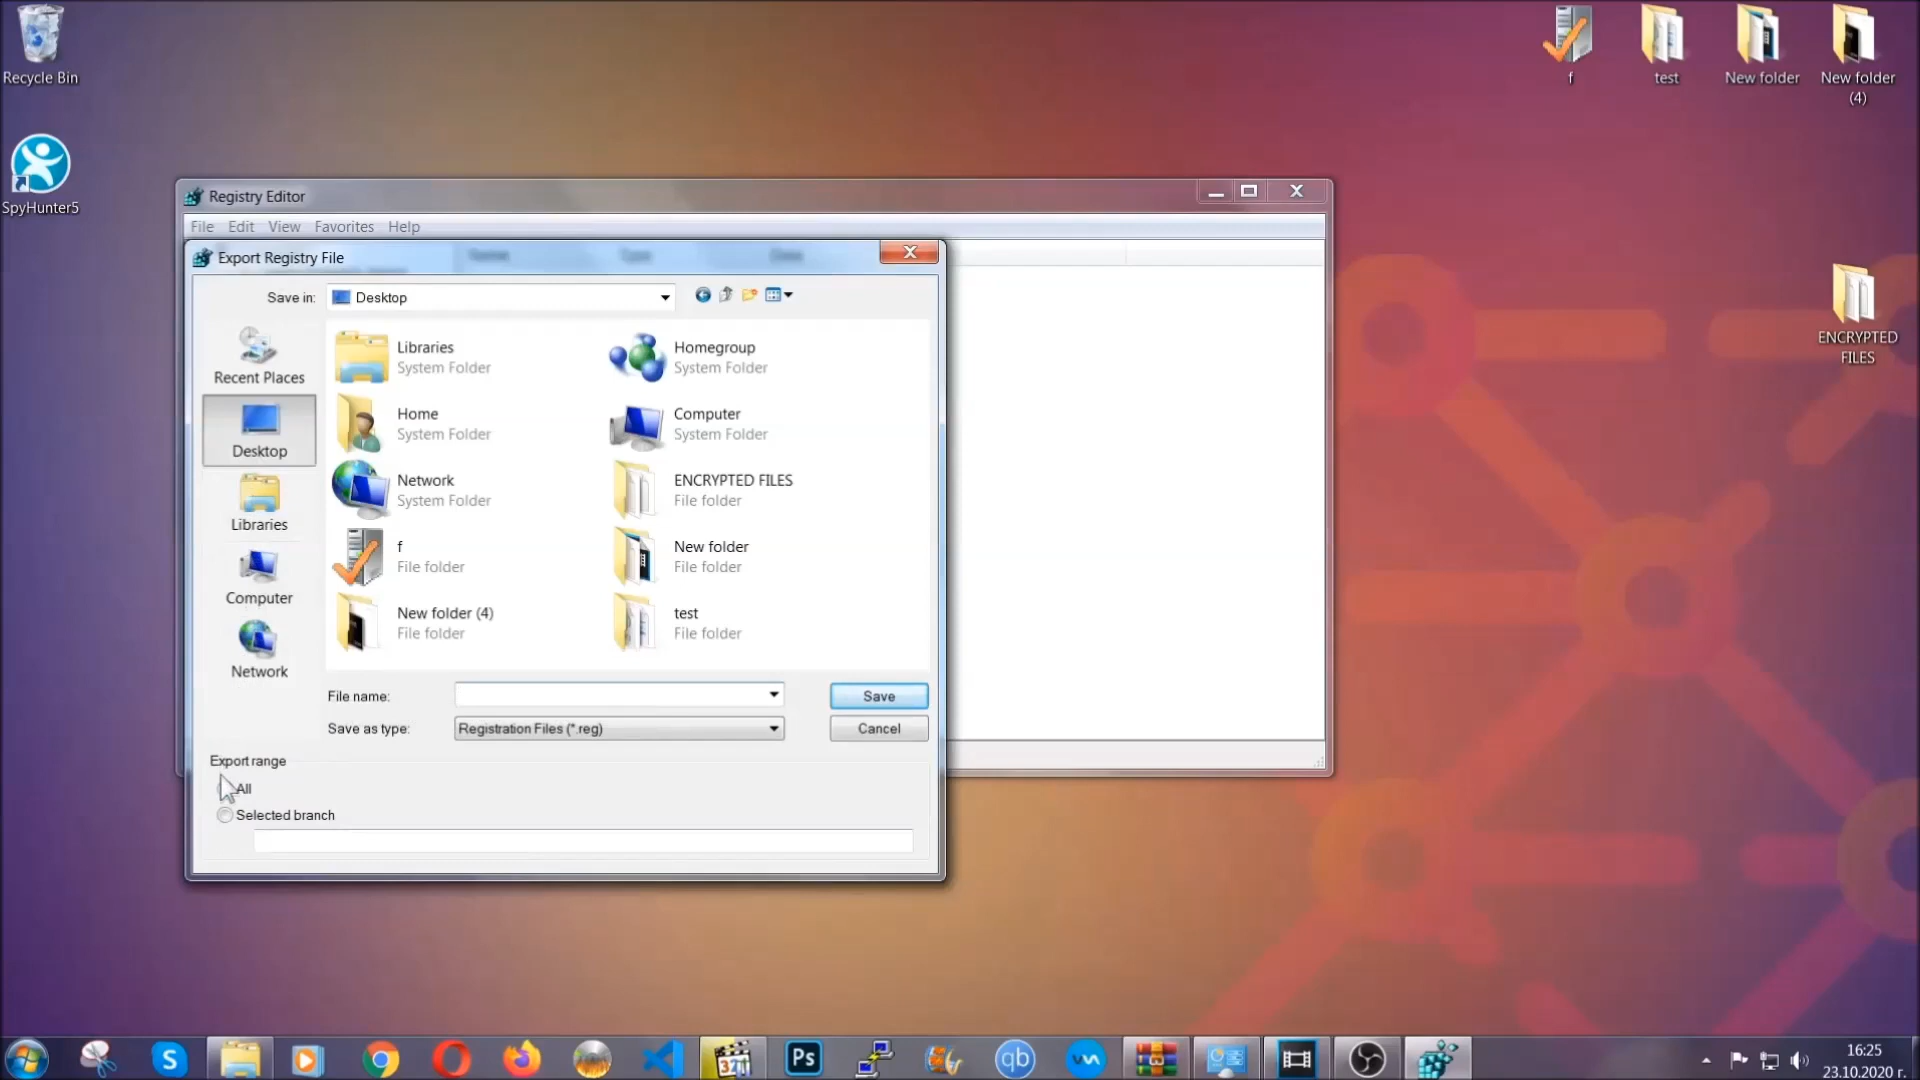 Recycle Bin
SpyHunter5
f
test
New folder
New folder
(4)
ENCRYPTED
FILES
Registry Editor
File Edit View Favorites Help
Export Registry File
Save in: Desktop
Recent Places
Desktop
Libraries
Computer
Network
Libraries
System Folder
Homegroup
System Folder
Home
System Folder
Computer
System Folder
Network
System Folder
ENCRYPTED FILES
File folder
f
File folder
New folder
File folder
New folder (4)
File folder
test
File folder
File name:
Save
Save as type: Registration Files (*.reg)
Cancel
Export range
All
Selected branch
S
321
Ps
qb
16:25
23.10.2020 г.